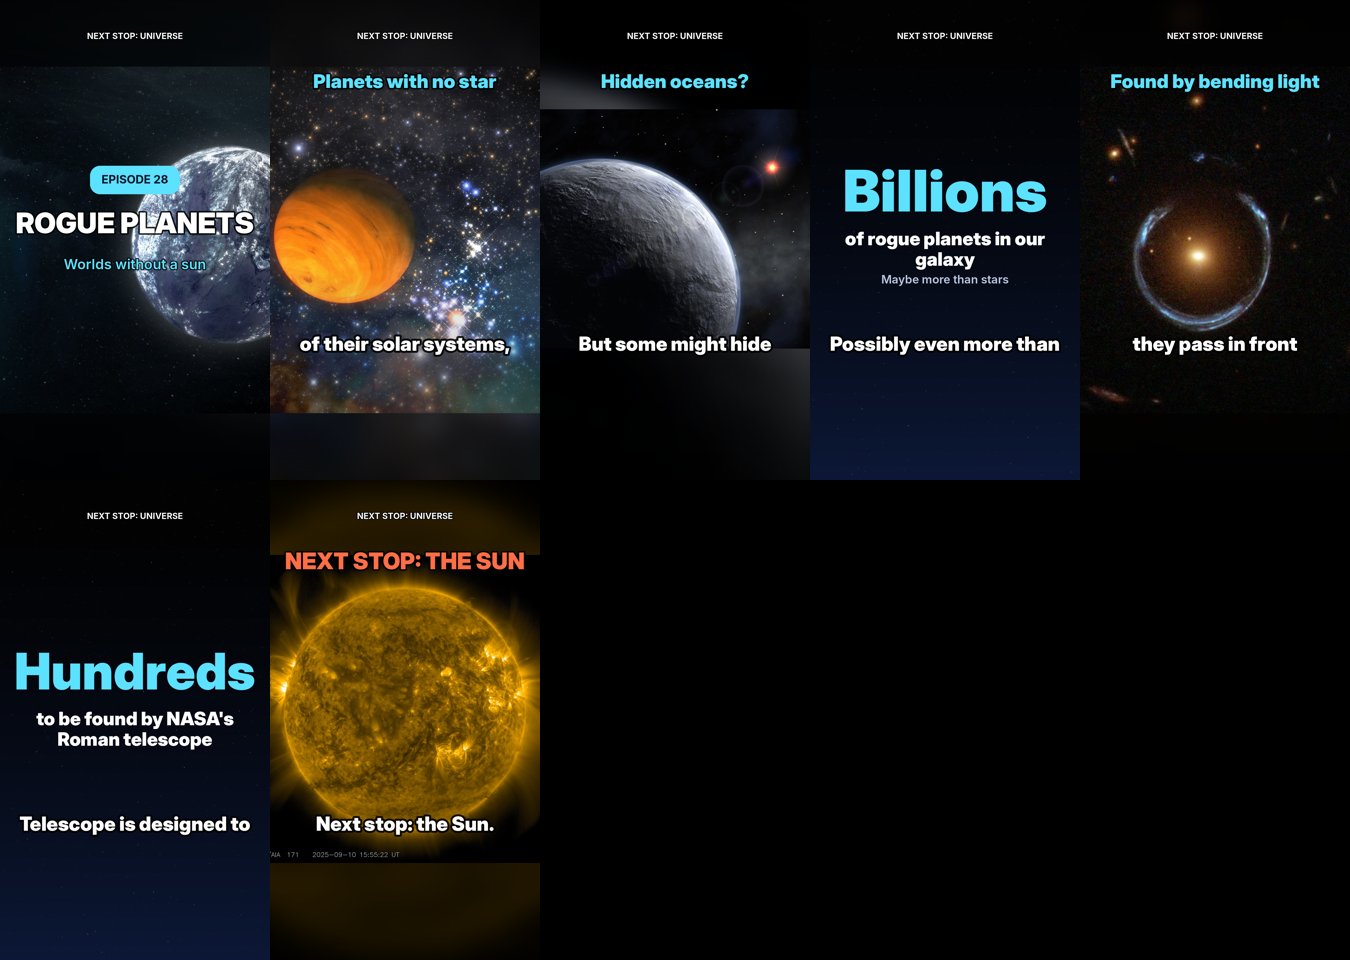 NEXT STOP: UNIVERSE
EPISODE 28
ROGUE PLANETS
Worlds without a sun
NEXT STOP: UNIVERSE
Planets with no star
of their solar systems,
NEXT STOP: UNIVERSE
Hidden oceans?
But some might hide
NEXT STOP: UNIVERSE
Billions
of rogue planets in our
galaxy
Maybe more than stars
Possibly even more than
NEXT STOP: UNIVERSE
Found by bending light
they pass in front
NEXT STOP: UNIVERSE
Hundreds
to be found by NASA's
Roman telescope
Telescope is designed to
NEXT STOP: UNIVERSE
NEXT STOP: THE SUN
Next stop: the Sun.
AIA 171 2025-09-10 15:55:22 UT